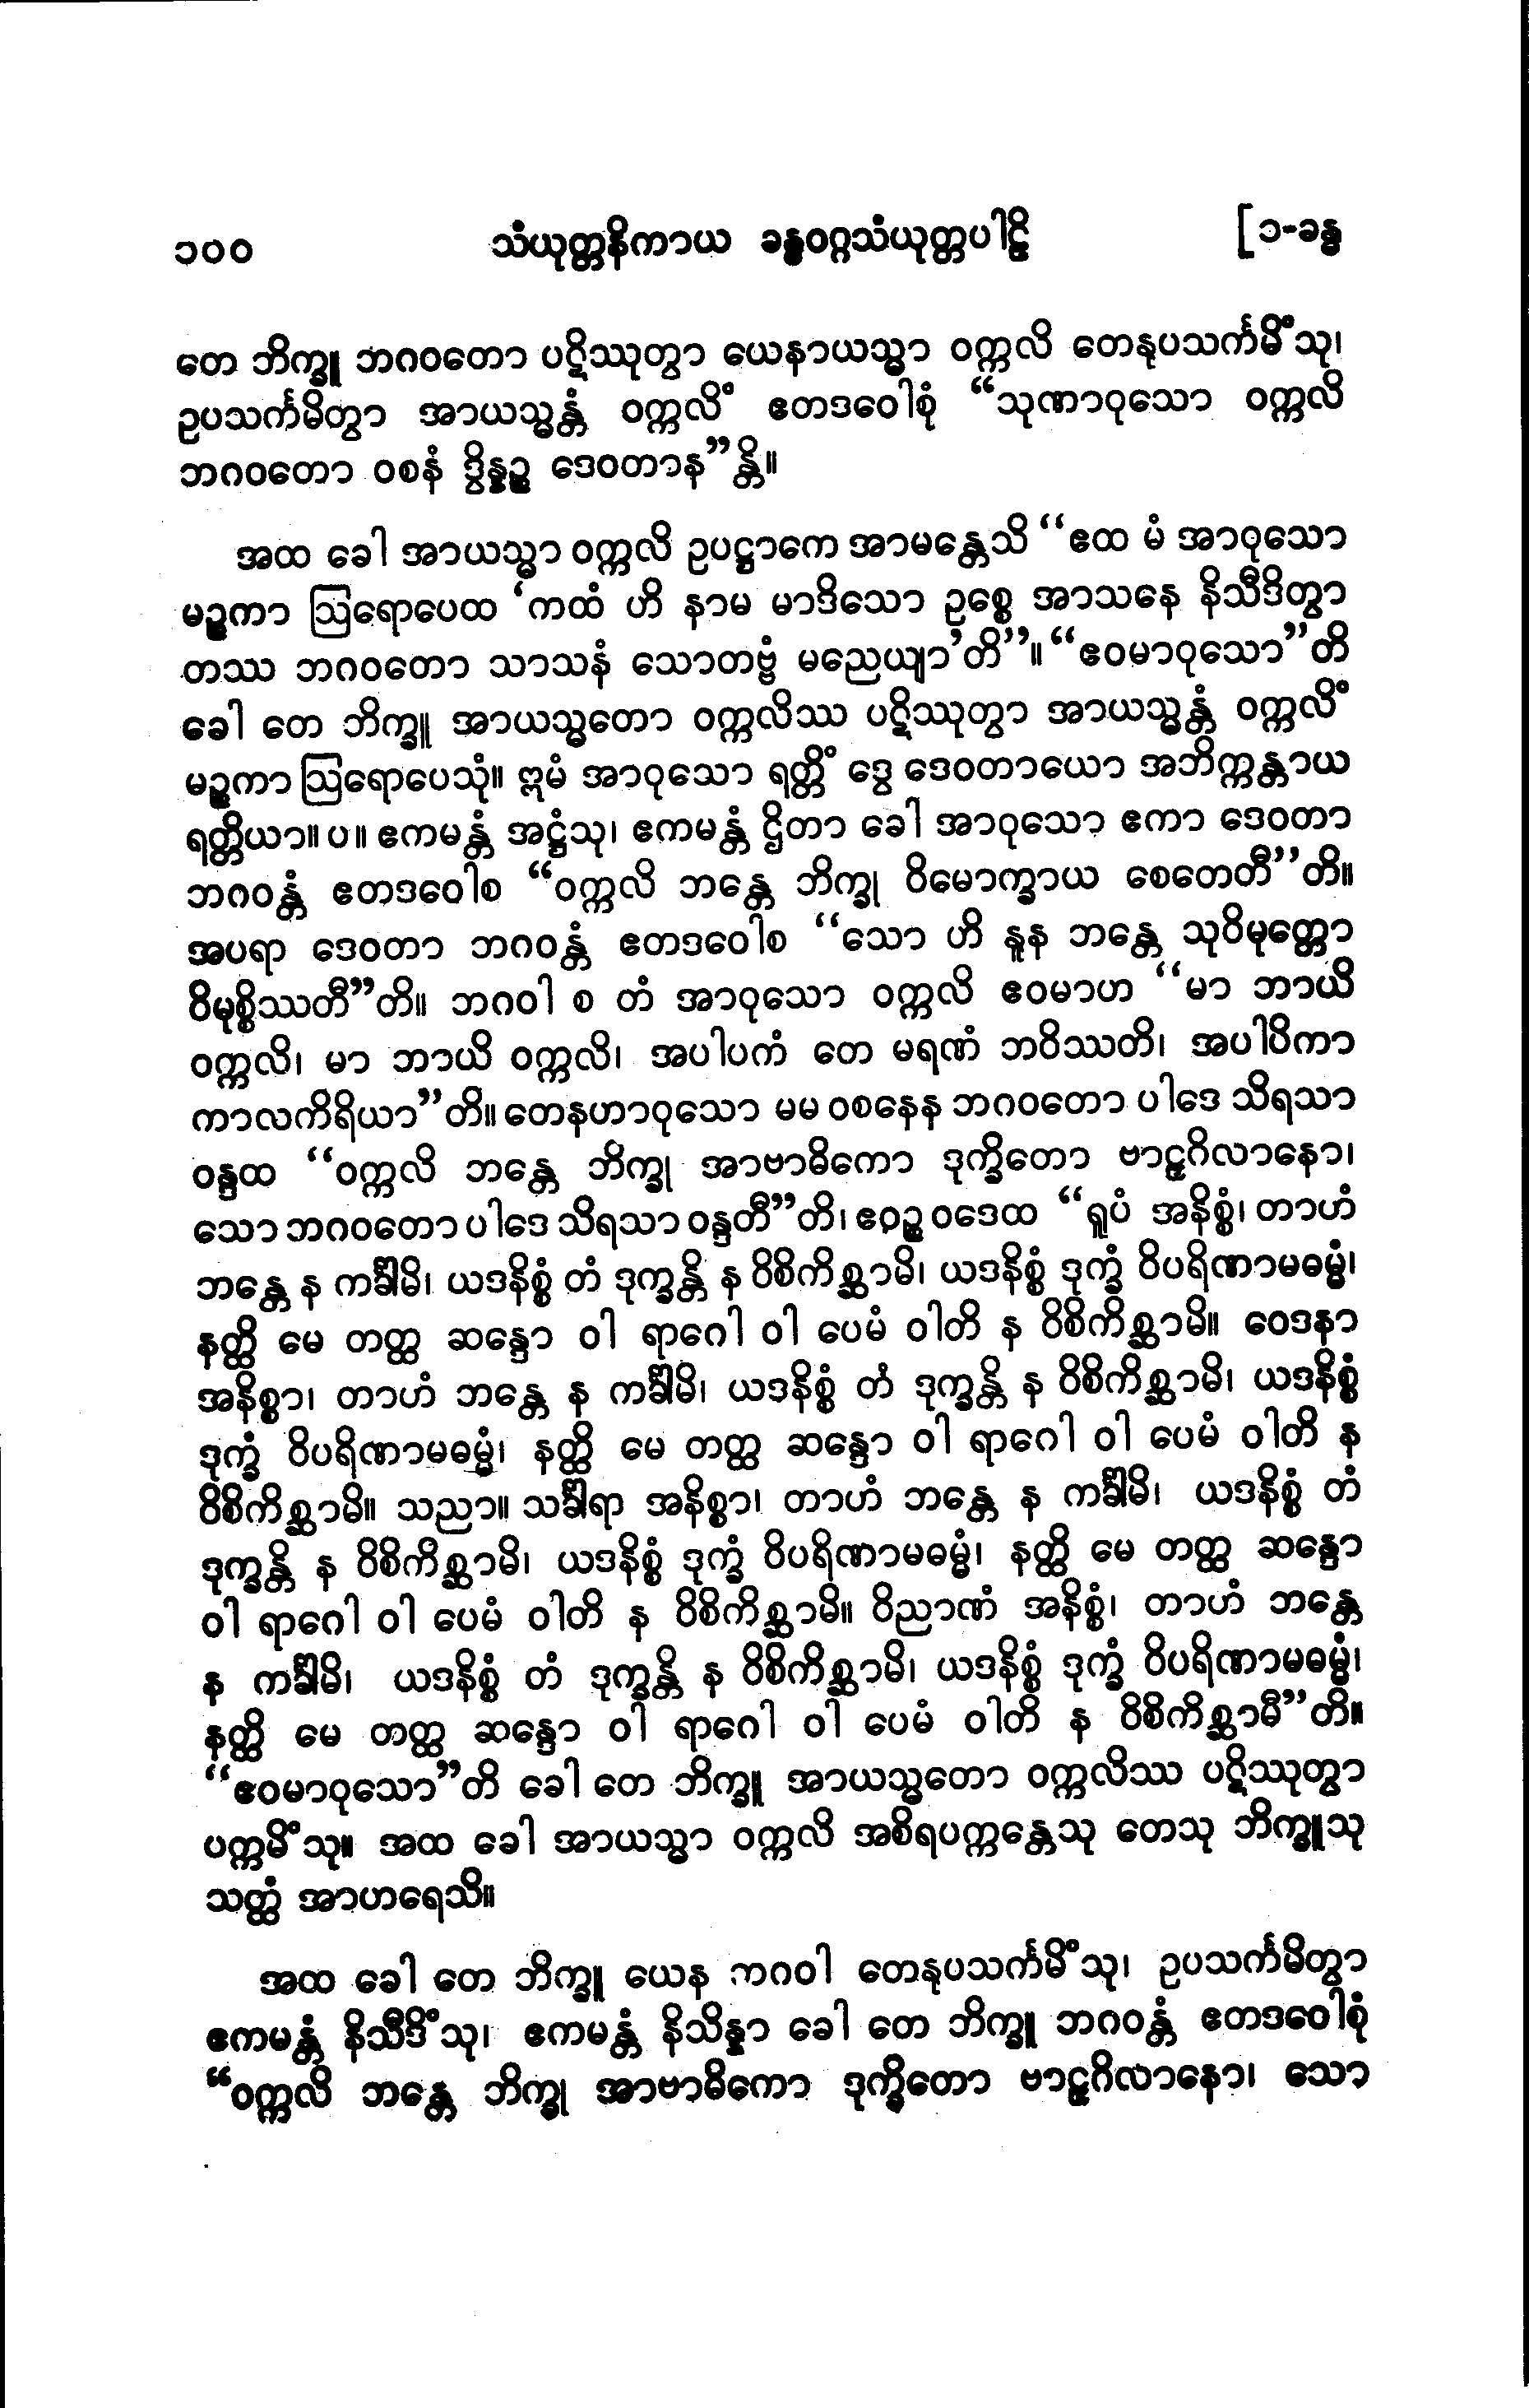 ၁၀၀ သံယုတ္တနိကာယ ခန္ဓဝဂ္ဂသံယုတ္တပါဠိ [၁-ခန္ဓ
တေ ဘိက္ခူ ဘဂဝတော ပဋိဿုတွာ ယေနာယသ္မာ ဝက္ကလိ တေနုပသင်္ကမိံသု၊
ဥပသင်္ကမိတွာ အာယသ္မန္တံ ဝက္ကလိံ ဧတဒဝေါစုံ “သုဏာဝုသော ဝက္ကလိ
ဘဂဝတော ဝစနံ ဒွိန္နဉ္စ ဒေဝတာန”န္တိ။
အထ ခေါ အာယသ္မာ ဝက္ကလိ ဥပဋ္ဌာကေ အာမန္တေသိ “ဧထ မံ အာဝုသော
မဉ္စကာ ဩရောပေထ ‘ကထံ ဟိ နာမ မာဒိသော ဥစ္စေ အာသနေ နိသီဒိတွာ
တဿ ဘဂဝတော သာသနံ သောတဗ္ဗံ မညေယျာ’တိ”။ “ဧဝမာဝုသော”တိ
ခေါ တေ ဘိက္ခူ အာယသ္မတော ဝက္ကလိဿ ပဋိဿုတွာ အာယသ္မန္တံ ဝက္ကလိံ
မဉ္စကာ ဩရောပေသုံ။ ဣမံ အာဝုသော ရတ္တိံ ဒွေ ဒေဝတာယော အဘိက္ကန္တာယ
ရတ္တိယာ။ ပ။ ဧကမန္တံ အဋ္ဌံသု၊ ဧကမန္တံ ဌိတာ ခေါ အာဝုသော ဧကာ ဒေဝတာ
ဘဂဝန္တံ ဧတဒဝေါစ “ဝက္ကလိ ဘန္တေ ဘိက္ခု ဝိမောက္ခာယ စေတေတီ”တိ။
အပရာ ဒေဝတာ ဘဂဝန္တံ ဧတဒဝေါစ “သော ဟိ နူန ဘန္တေ သုဝိမုတ္တော
ဝိမုစ္စိဿတီ”တိ။ ဘဂဝါ စ တံ အာဝုသော ဝက္ကလိ ဧဝမာဟ “မာ ဘာယိ
ဝက္ကလိ၊ မာ ဘာယိ ဝက္ကလိ၊ အပါပကံ တေ မရဏံ ဘဝိဿတိ၊ အပါပိကာ
ကာလကိရိယာ”တိ။ တေနဟာဝုသော မမ ဝစနေန ဘဂဝတော ပါဒေ သိရသာ
ဝန္ဒထ “ဝက္ကလိ ဘန္တေ ဘိက္ခု အာဗာဓိကော ဒုက္ခိတော ဗာဠှဂိလာနော၊
သော ဘဂဝတော ပါဒေ သိရသာ ဝန္ဒတီ”တိ၊ ဧဝဉ္စ ဝဒေထ “ရူပံ အနိစ္စံ၊ တာဟံ
ဘန္တေ န ကင်္ခါမိ၊ ယဒနိစ္စံ တံ ဒုက္ခန္တိ န ဝိစိကိစ္ဆာမိ၊ ယဒနိစ္စံ ဒုက္ခံ ဝိပရိဏာမဓမ္မံ၊
နတ္ထိ မေ တတ္ထ ဆန္ဒော ဝါ ရာဂေါ ဝါ ပေမံ ဝါတိ န ဝိစိကိစ္ဆာမိ။ ဝေဒနာ
အနိစ္စာ၊ တာဟံ ဘန္တေ န ကင်္ခါမိ၊ ယဒနိစ္စံ တံ ဒုက္ခန္တိ န ဝိစိကိစ္ဆာမိ၊ ယဒနိစ္စံ
ဒုက္ခံ ဝိပရိဏာမဓမ္မံ၊ နတ္ထိ မေ တတ္ထ ဆန္ဒော ဝါ ရာဂေါ ဝါ ပေမံ ဝါတိ န
ဝိစိကိစ္ဆာမိ။ သညာ။ သင်္ခါရာ အနိစ္စာ၊ တာဟံ ဘန္တေ န ကင်္ခါမိ၊ ယဒနိစ္စံ တံ
ဒုက္ခန္တိ န ဝိစိကိစ္ဆာမိ၊ ယဒနိစ္စံ ဒုက္ခံ ဝိပရိဏာမဓမ္မံ၊ နတ္ထိ မေ တတ္ထ ဆန္ဒော
ဝါ ရာဂေါ ဝါ ပေမံ ဝါတိ န ဝိစိကိစ္ဆာမိ။ ဝိညာဏံ အနိစ္စံ၊ တာဟံ ဘန္တေ
န ကင်္ခါမိ၊ ယဒနိစ္စံ တံ ဒုက္ခန္တိ န ဝိစိကိစ္ဆာမိ၊ ယဒနိစ္စံ ဒုက္ခံ ဝိပရိဏာမဓမ္မံ၊
နတ္ထိ မေ တတ္ထ ဆန္ဒော ဝါ ရာဂေါ ဝါ ပေမံ ဝါတိ န ဝိစိကိစ္ဆာမီ”တိ။
“ဧဝမာဝုသော”တိ ခေါ တေ ဘိက္ခူ အာယသ္မတော ဝက္ကလိဿ ပဋိဿုတွာ
ပက္ကမိံသု။ အထ ခေါ အာယသ္မာ ဝက္ကလိ အစိရပက္ကန္တေသု တေသု ဘိက္ခူသု
သတ္ထံ အာဟရေသိ။
အထ ခေါ တေ ဘိက္ခူ ယေန ဘဂဝါ တေနုပသင်္ကမိံသု၊ ဥပသင်္ကမိတွာ
ဧကမန္တံ နိသီဒိံသု၊ ဧကမန္တံ နိသိန္နာ ခေါ တေ ဘိက္ခူ ဘဂဝန္တံ ဧတဒဝေါစုံ
“ဝက္ကလိ ဘန္တေ ဘိက္ခု အာဗာဓိကော ဒုက္ခိတော ဗာဠှဂိလာနော၊ သော